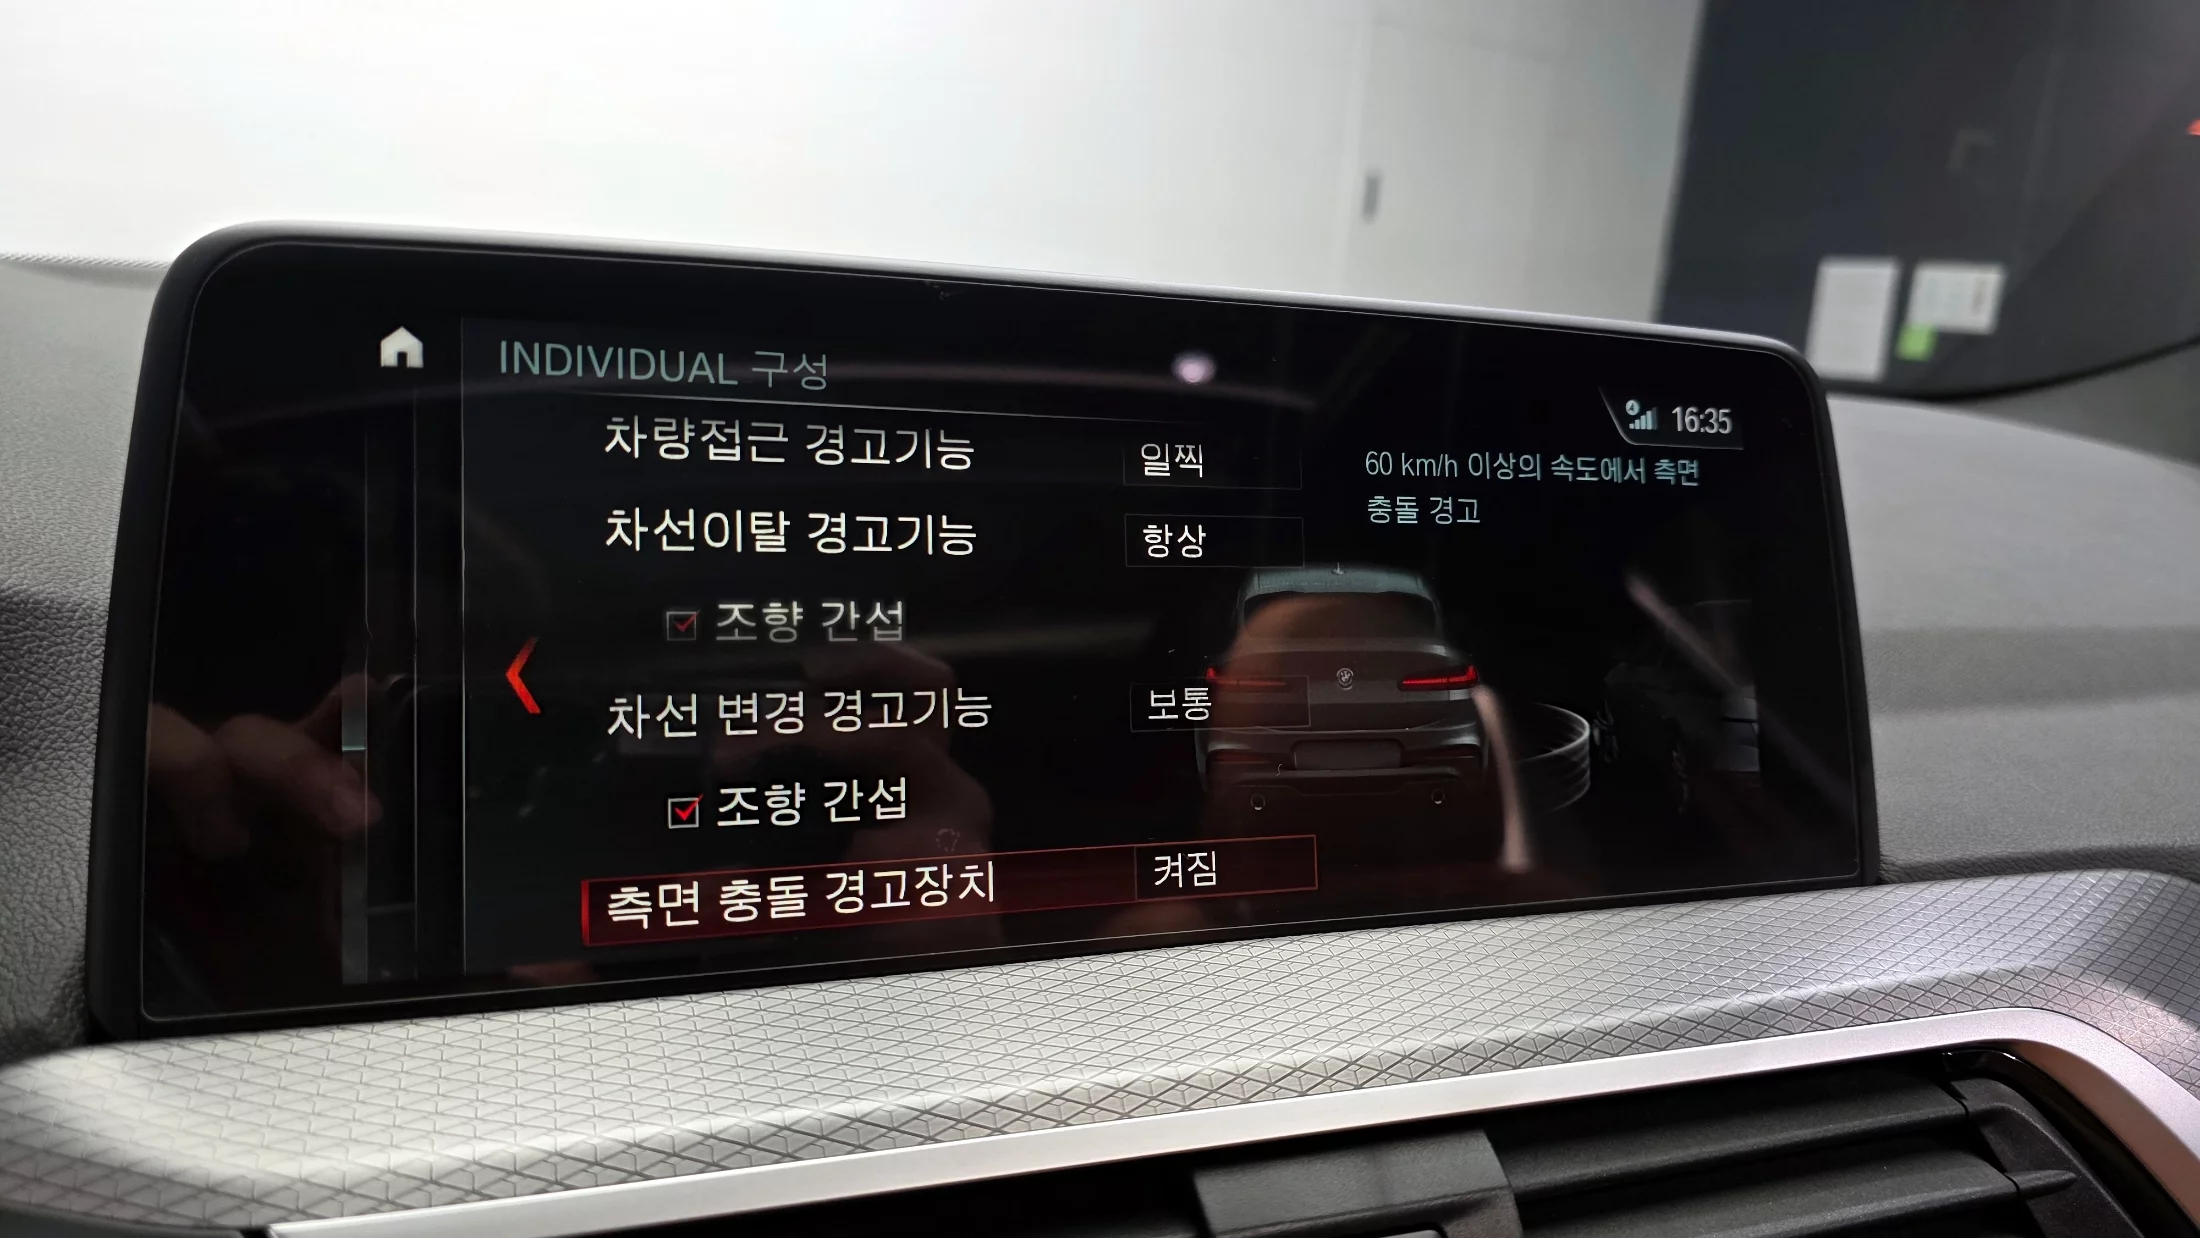 INDIVIDUAL 구성
16:35
차량접근 경고기능 일찍
차선이탈 경고기능 항상
조향 간섭
차선 변경 경고기능 보통
조향 간섭
측면 충돌 경고장치 켜짐
60 km/h 이상의 속도에서 측면
충돌 경고